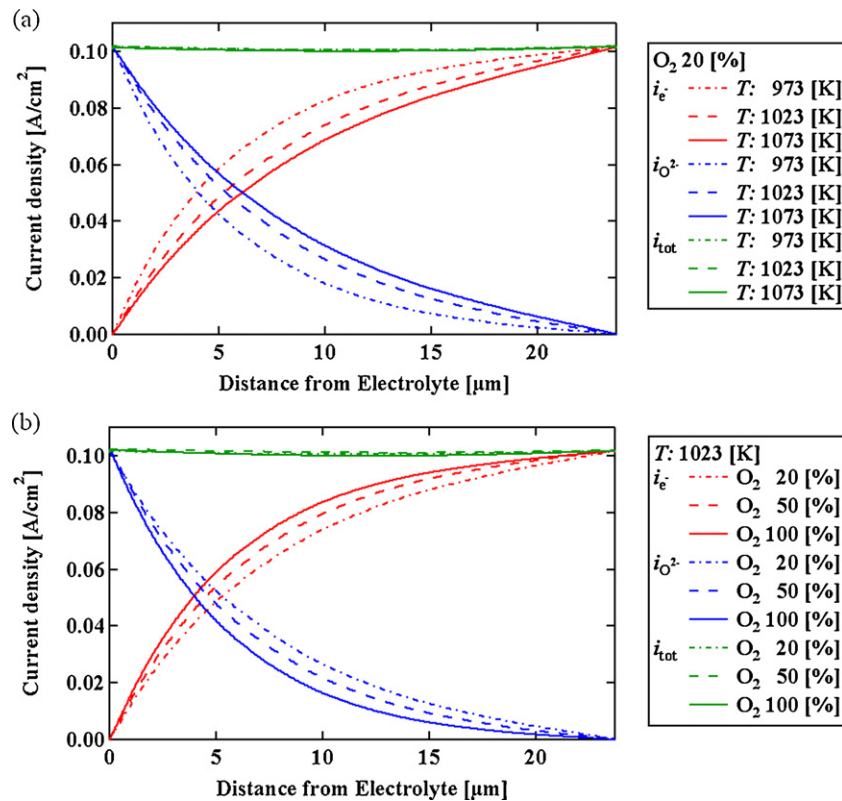 (a)
0.10
0.08
0.06
0.04
0.02
0.00
Current density [A/cm²]
0 5 10 15 20
Distance from Electrolyte [μm]
O₂ 20 [%]
iₑ- T: 973 [K]
T: 1023 [K]
T: 1073 [K]
i_O²- T: 973 [K]
T: 1023 [K]
T: 1073 [K]
i_tot T: 973 [K]
T: 1023 [K]
T: 1073 [K]
(b)
0.10
0.08
0.06
0.04
0.02
0.00
Current density [A/cm²]
0 5 10 15 20
Distance from Electrolyte [μm]
T: 1023 [K]
iₑ- O₂ 20 [%]
O₂ 50 [%]
O₂ 100 [%]
i_O²- O₂ 20 [%]
O₂ 50 [%]
O₂ 100 [%]
i_tot O₂ 20 [%]
O₂ 50 [%]
O₂ 100 [%]